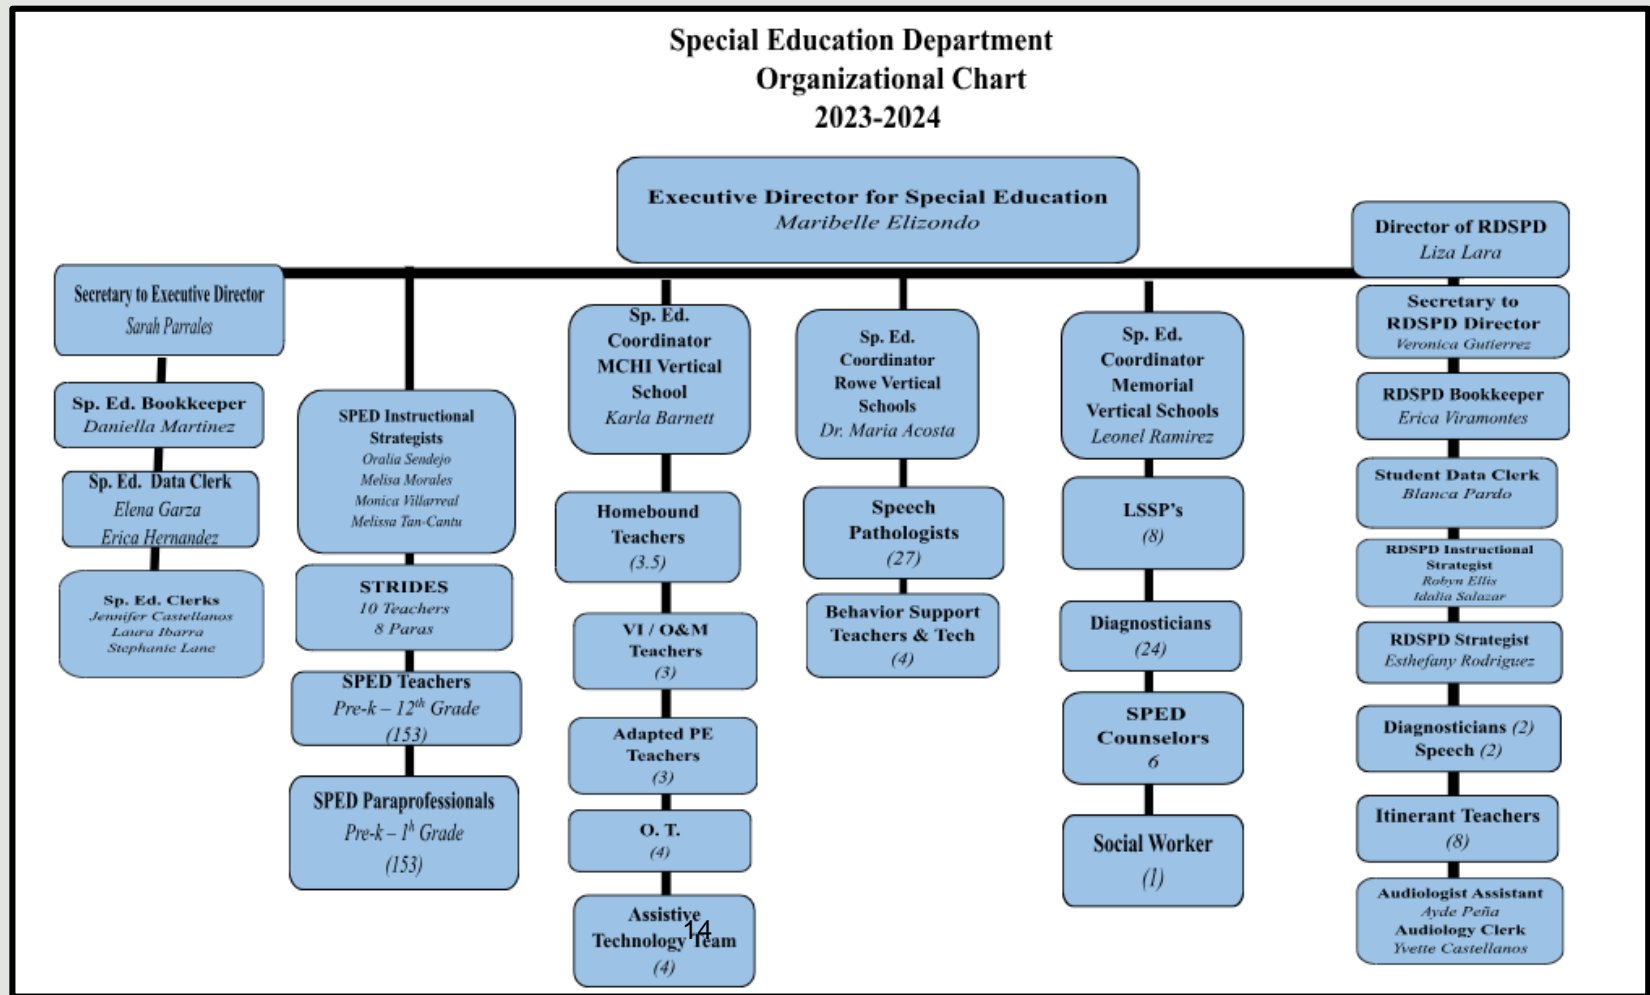 Special Education Department
Organizational Chart
2023-2024
Executive Director for Special Education
Maribelle Elizondo
Secretary to Executive Director
Sarah Parrales
Sp. Ed. Bookkeeper
Daniella Martinez
Sp. Ed. Data Clerk
Elena Garza
Erica Hernandez
Sp. Ed. Clerks
Jennifer Castellanos
Laura Ibarra
Stephanie Lane
SPED Instructional
Strategists
Oralia Sendejo
Melisa Morales
Monica Villarreal
Melissa Tan-Cantu
STRIDES
10 Teachers
8 Paras
SPED Teachers
Pre-k – 12th Grade
(153)
SPED Paraprofessionals
Pre-k – 1h Grade
(153)
Sp. Ed.
Coordinator
MCHI Vertical
School
Karla Barnett
Homebound
Teachers
(3.5)
VI / O&M
Teachers
(3)
Adapted PE
Teachers
(3)
O. T.
(4)
Assistive
Technology Team
(4)
14
Sp. Ed.
Coordinator
Rowe Vertical
Schools
Dr. Maria Acosta
Speech
Pathologists
(27)
Behavior Support
Teachers & Tech
(4)
Sp. Ed.
Coordinator
Memorial
Vertical Schools
Leonel Ramirez
LSSP's
(8)
Diagnosticians
(24)
SPED
Counselors
6
Social Worker
(1)
Director of RDSPD
Liza Lara
Secretary to
RDSPD Director
Veronica Gutierrez
RDSPD Bookkeeper
Erica Viramontes
Student Data Clerk
Blanca Pardo
RDSPD Instructional
Strategist
Robyn Ellis
Idalia Salazar
RDSPD Strategist
Esthefany Rodriguez
Diagnosticians (2)
Speech (2)
Itinerant Teachers
(8)
Audiologist Assistant
Ayde Peña
Audiology Clerk
Yvette Castellanos